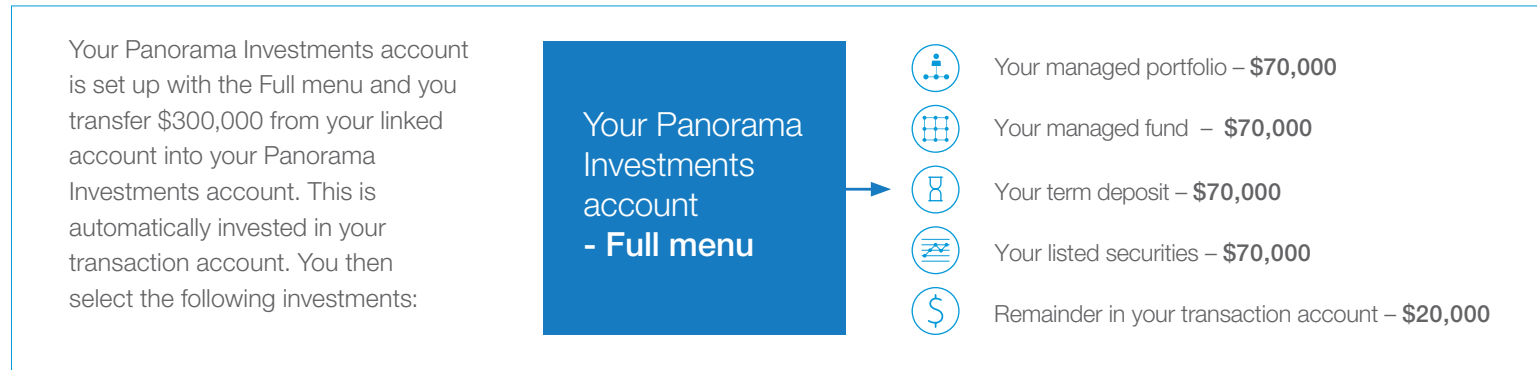 Your Panorama Investments account
is set up with the Full menu and you
transfer $300,000 from your linked
account into your Panorama
Investments account. This is
automatically invested in your
transaction account. You then
select the following investments:
Your Panorama
Investments
account
- Full menu
Your managed portfolio – $70,000
Your managed fund – $70,000
Your term deposit – $70,000
Your listed securities – $70,000
$
Remainder in your transaction account – $20,000